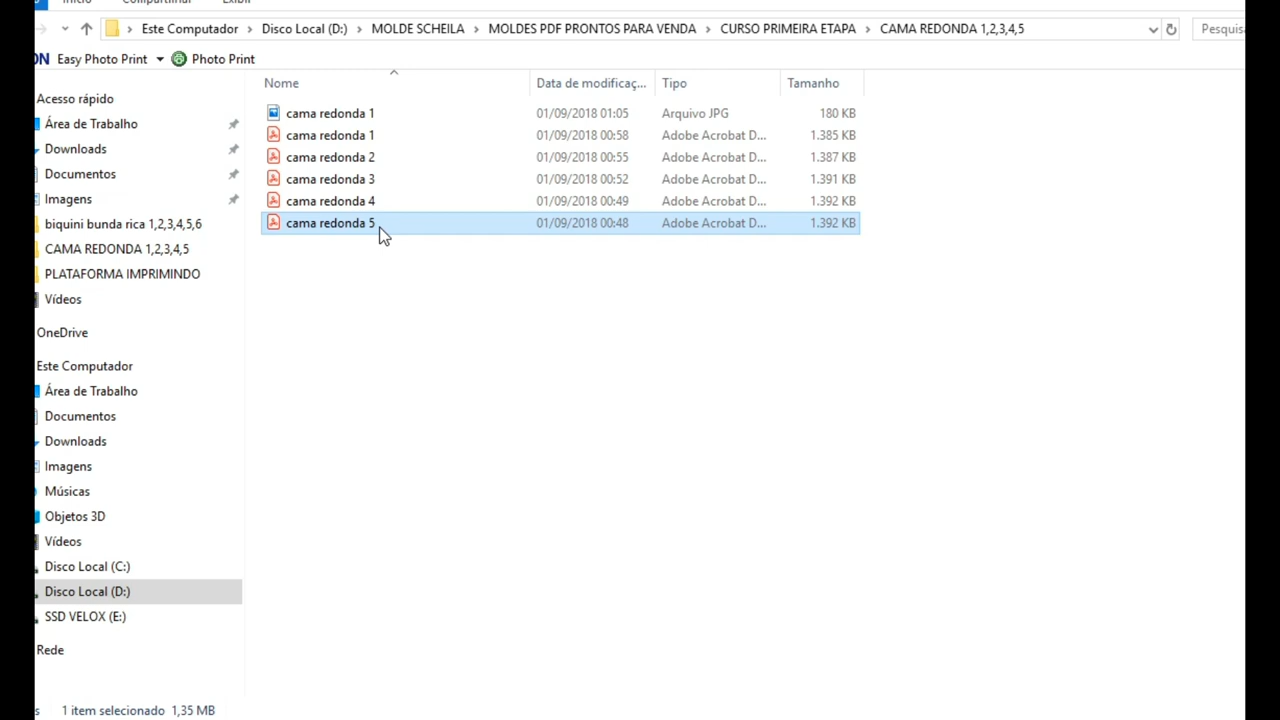 Início Compartilhar Exibir
Este Computador Disco Local (D:) MOLDE SCHEILA MOLDES PDF PRONTOS PARA VENDA CURSO PRIMEIRA ETAPA CAMA REDONDA 1,2,3,4,5 Pesquis
ON Easy Photo Print Photo Print
Nome Data de modificaç... Tipo Tamanho
cama redonda 1 01/09/2018 01:05 Arquivo JPG 180 KB
cama redonda 1 01/09/2018 00:58 Adobe Acrobat D... 1.385 KB
cama redonda 2 01/09/2018 00:55 Adobe Acrobat D... 1.387 KB
cama redonda 3 01/09/2018 00:52 Adobe Acrobat D... 1.391 KB
cama redonda 4 01/09/2018 00:49 Adobe Acrobat D... 1.392 KB
cama redonda 5 01/09/2018 00:48 Adobe Acrobat D... 1.392 KB
Acesso rápido
Área de Trabalho
Downloads
Documentos
Imagens
biquini bunda rica 1,2,3,4,5,6
CAMA REDONDA 1,2,3,4,5
PLATAFORMA IMPRIMINDO
Vídeos
OneDrive
Este Computador
Área de Trabalho
Documentos
Downloads
Imagens
Músicas
Objetos 3D
Vídeos
Disco Local (C:)
Disco Local (D:)
SSD VELOX (E:)
Rede
s 1 item selecionado 1,35 MB